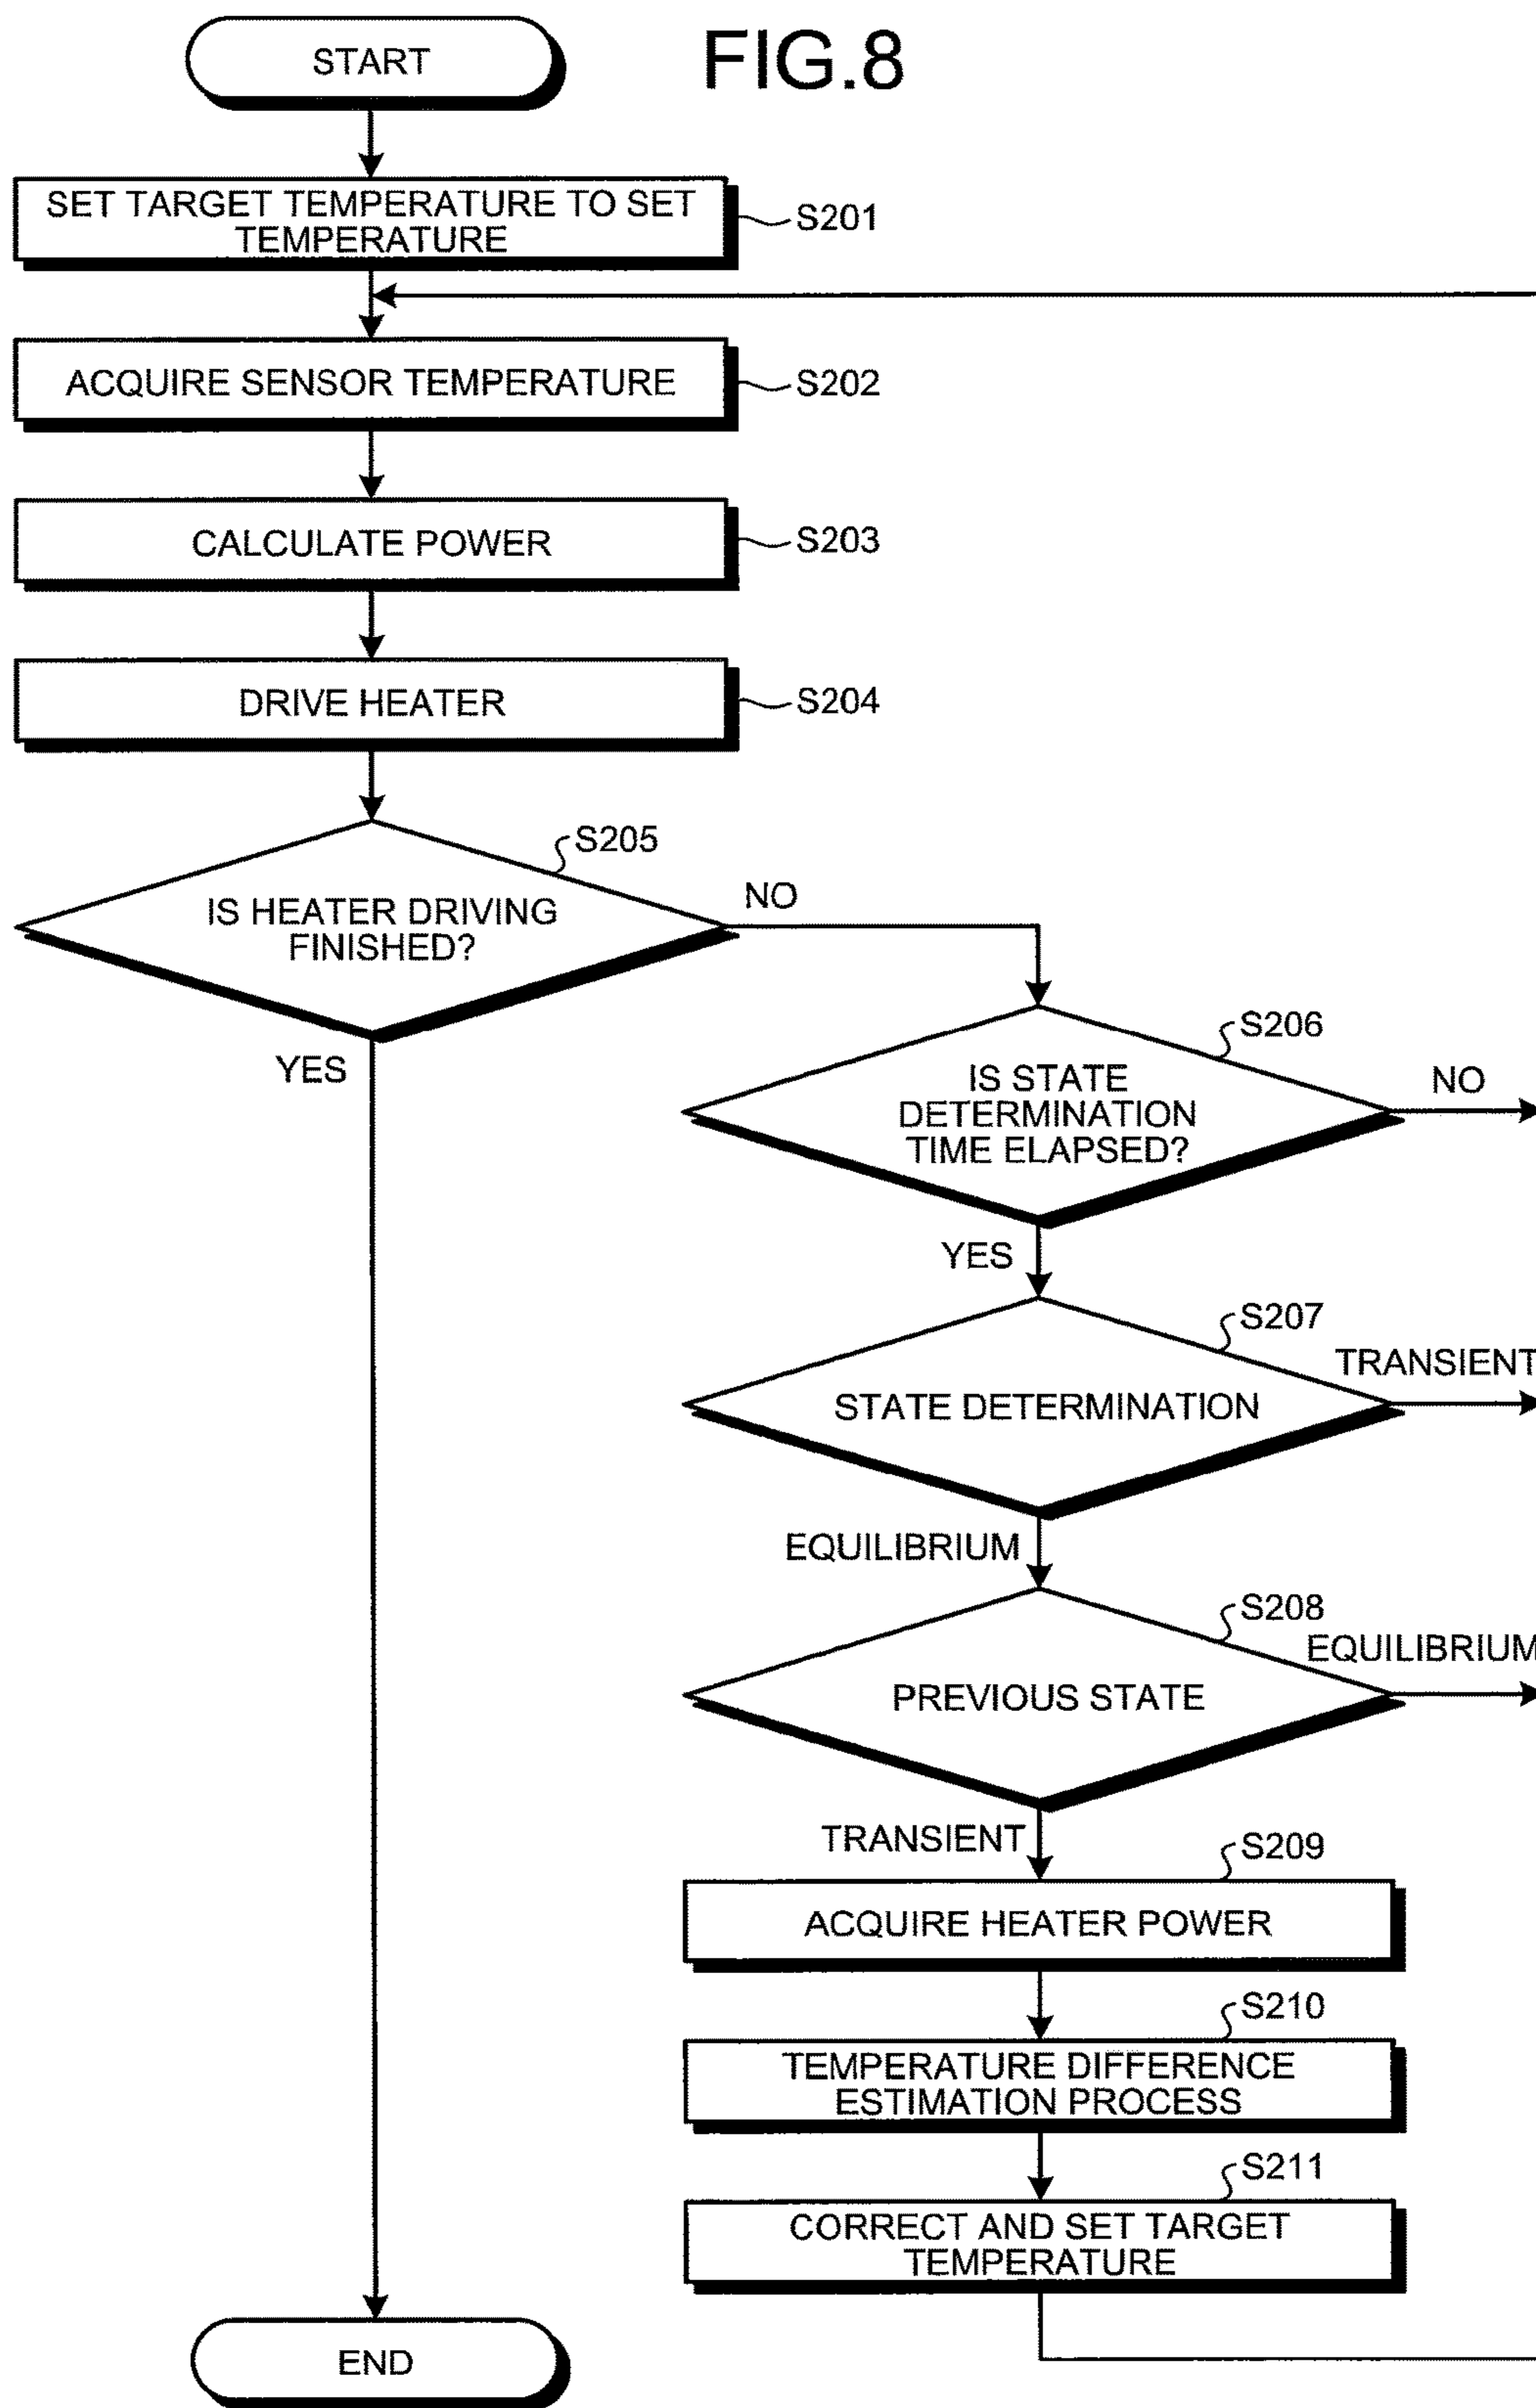 FIG.8
START
SET TARGET TEMPERATURE TO SET
TEMPERATURE
S201
ACQUIRE SENSOR TEMPERATURE
S202
CALCULATE POWER
S203
DRIVE HEATER
S204
S205
IS HEATER DRIVING
FINISHED?
NO
YES
S206
IS STATE
DETERMINATION
TIME ELAPSED?
NO
YES
S207
STATE DETERMINATION
TRANSIENT
EQUILIBRIUM
S208
PREVIOUS STATE
EQUILIBRIUM
TRANSIENT
S209
ACQUIRE HEATER POWER
S210
TEMPERATURE DIFFERENCE
ESTIMATION PROCESS
S211
CORRECT AND SET TARGET
TEMPERATURE
END